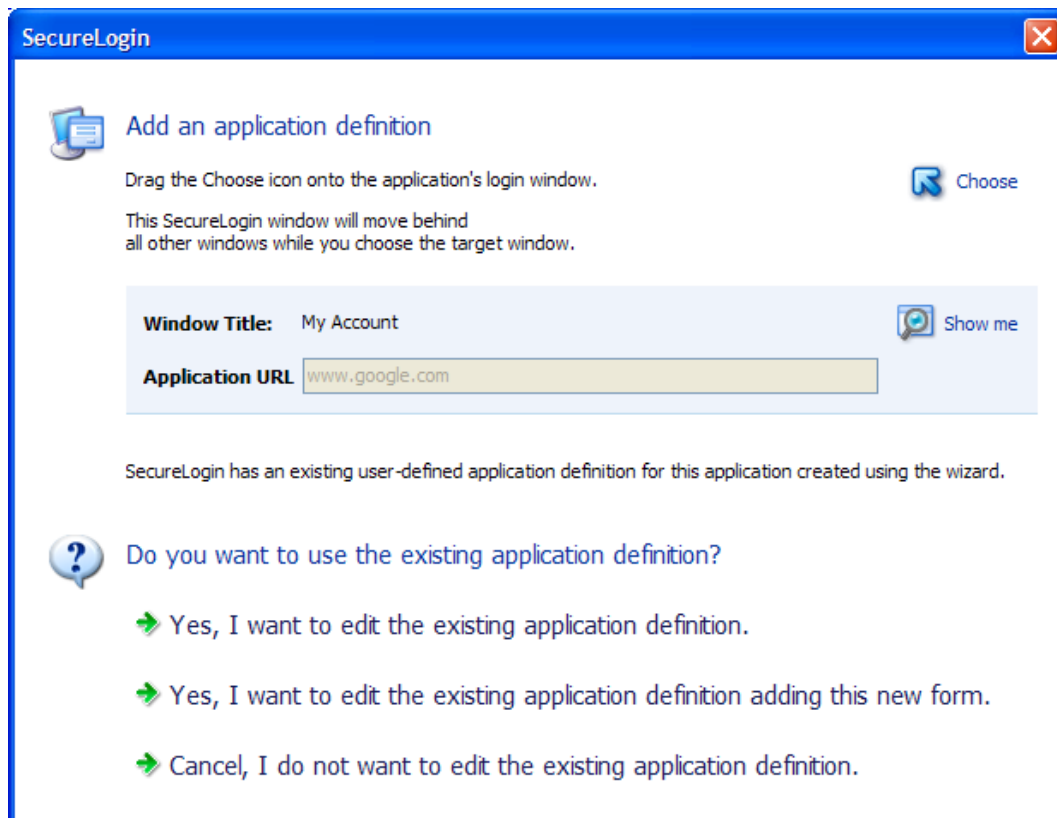 SecureLogin
Add an application definition
Drag the Choose icon onto the application's login window.
Choose
This SecureLogin window will move behind
all other windows while you choose the target window.
Window Title: My Account
Show me
Application URL www.google.com
SecureLogin has an existing user-defined application definition for this application created using the wizard.
Do you want to use the existing application definition?
Yes, I want to edit the existing application definition.
Yes, I want to edit the existing application definition adding this new form.
Cancel, I do not want to edit the existing application definition.